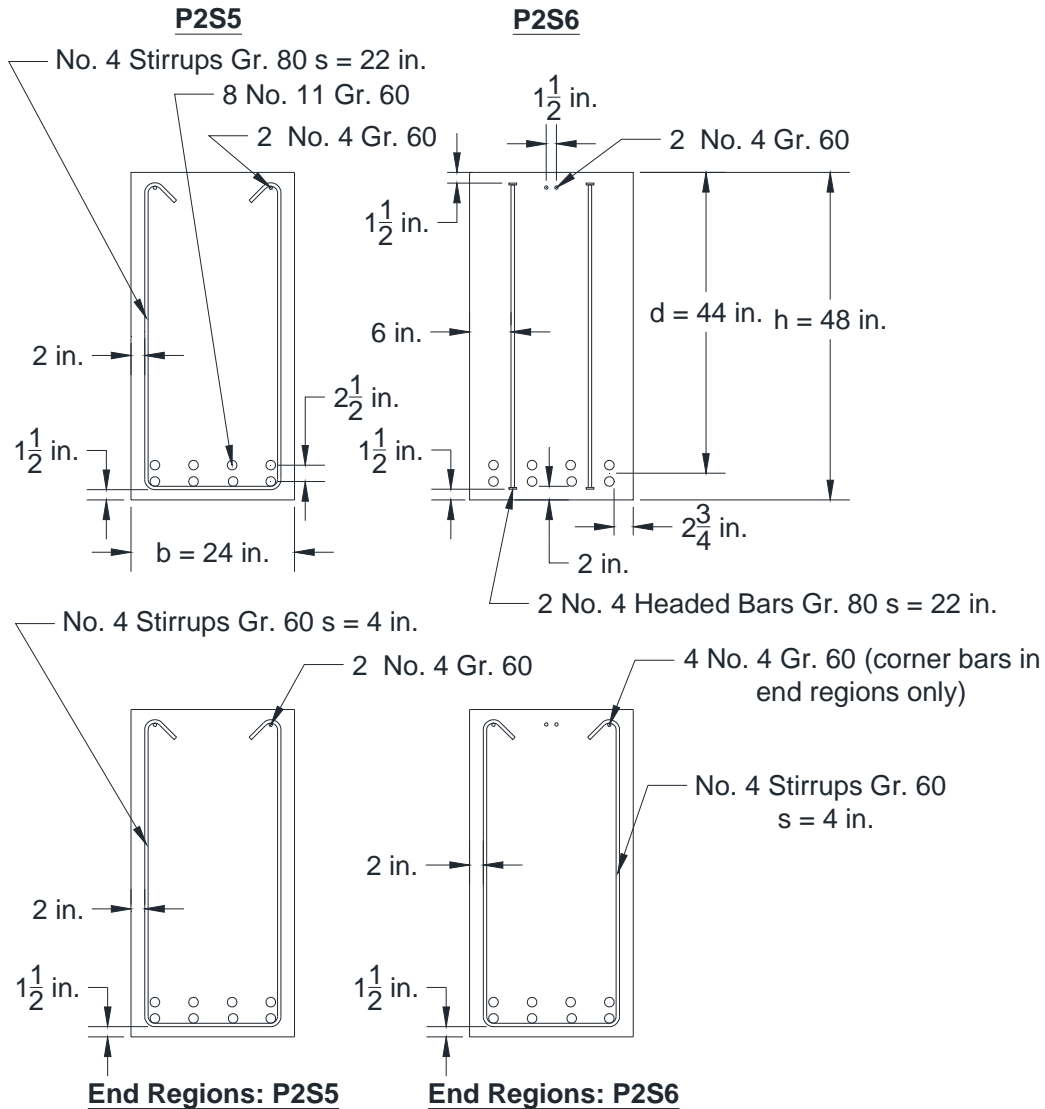 P2S5
No. 4 Stirrups Gr. 80 s = 22 in.
8 No. 11 Gr. 60
2 No. 4 Gr. 60
2 in.
1 1/2 in.
2 1/2 in.
b = 24 in.
P2S6
1 1/2 in.
2 No. 4 Gr. 60
1 1/2 in.
6 in.
d = 44 in.
h = 48 in.
1 1/2 in.
2 3/4 in.
2 in.
2 No. 4 Headed Bars Gr. 80 s = 22 in.
No. 4 Stirrups Gr. 60 s = 4 in.
2 No. 4 Gr. 60
2 in.
1 1/2 in.
End Regions: P2S5
4 No. 4 Gr. 60 (corner bars in
end regions only)
No. 4 Stirrups Gr. 60
s = 4 in.
2 in.
1 1/2 in.
End Regions: P2S6